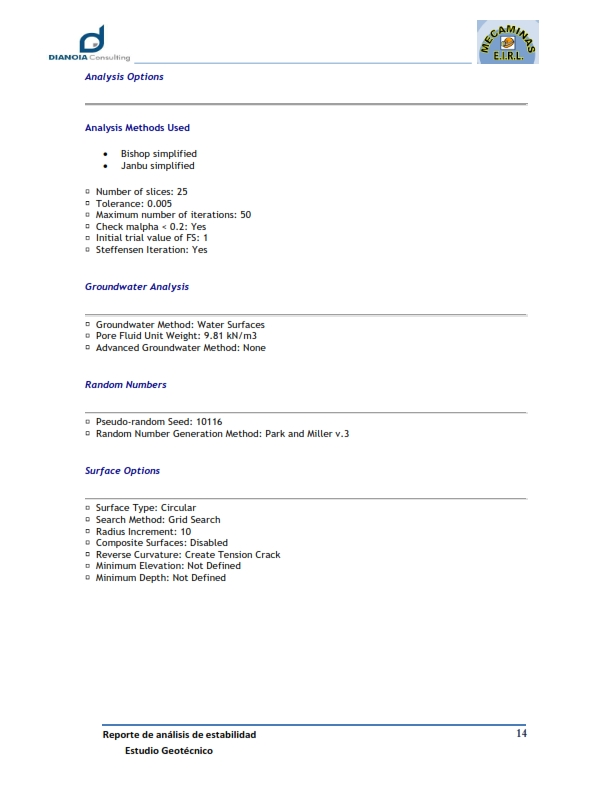 DIANOIA Consulting
MECAMINAS
E.I.R.L.
Analysis Options
Analysis Methods Used
• Bishop simplified
• Janbu simplified
Number of slices: 25
Tolerance: 0.005
Maximum number of iterations: 50
Check malpha < 0.2: Yes
Initial trial value of FS: 1
Steffensen Iteration: Yes
Groundwater Analysis
Groundwater Method: Water Surfaces
Pore Fluid Unit Weight: 9.81 kN/m3
Advanced Groundwater Method: None
Random Numbers
Pseudo-random Seed: 10116
Random Number Generation Method: Park and Miller v.3
Surface Options
Surface Type: Circular
Search Method: Grid Search
Radius Increment: 10
Composite Surfaces: Disabled
Reverse Curvature: Create Tension Crack
Minimum Elevation: Not Defined
Minimum Depth: Not Defined
Reporte de análisis de estabilidad 14
Estudio Geotécnico